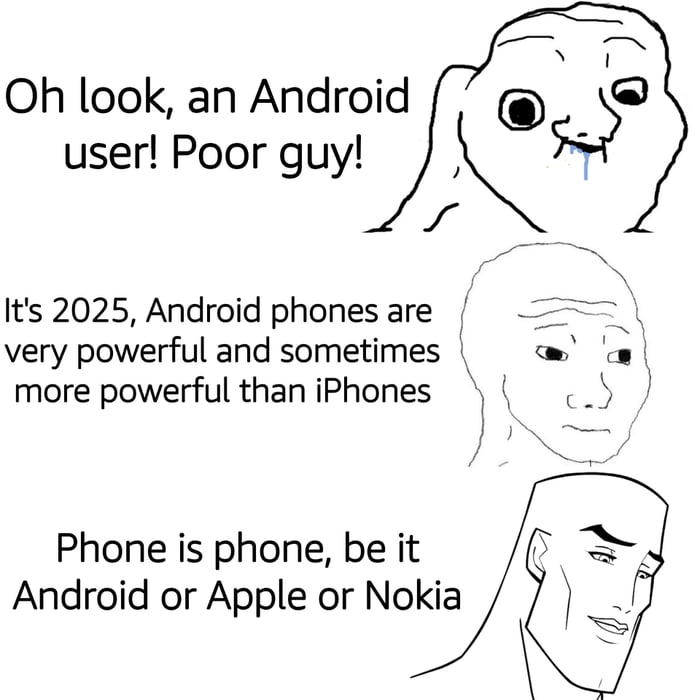 Oh look, an Android
user! Poor guy!
It's 2025, Android phones are
very powerful and sometimes
more powerful than iPhones
Phone is phone, be it
Android or Apple or Nokia